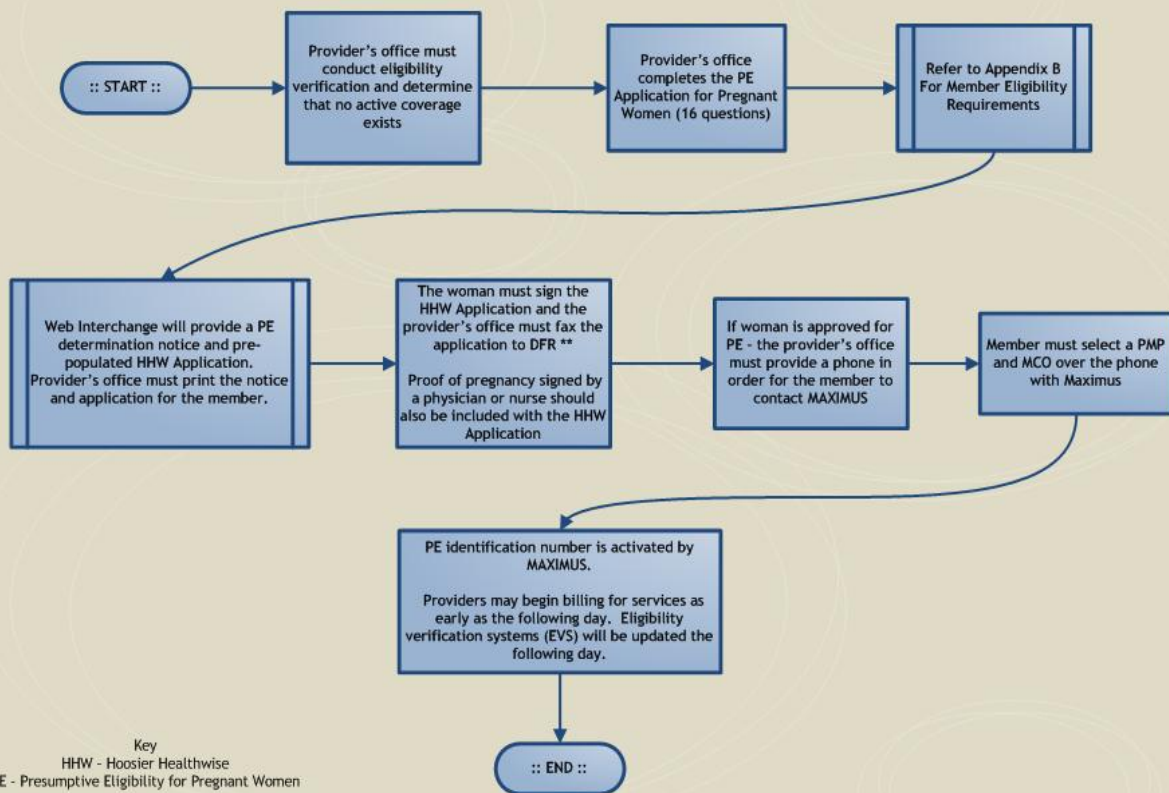 :: START ::
Provider's office must
conduct eligibility
verification and determine
that no active coverage
exists
Provider's office
completes the PE
Application for Pregnant
Women (16 questions)
Refer to Appendix B
For Member Eligibility
Requirements
Web Interchange will provide a PE
determination notice and pre-
populated HHW Application.
Provider's office must print the notice
and application for the member.
The woman must sign the
HHW Application and the
provider's office must fax the
application to DFR **
Proof of pregnancy signed by
a physician or nurse should
also be included with the HHW
Application
If woman is approved for
PE - the provider's office
must provide a phone in
order for the member to
contact MAXIMUS
Member must select a PMP
and MCO over the phone
with Maximus
PE identification number is activated by
MAXIMUS.
Providers may begin billing for services as
early as the following day. Eligibility
verification systems (EVS) will be updated the
following day.
:: END ::
Key
HHW - Hoosier Healthwise
E - Presumptive Eligibility for Pregnant Women